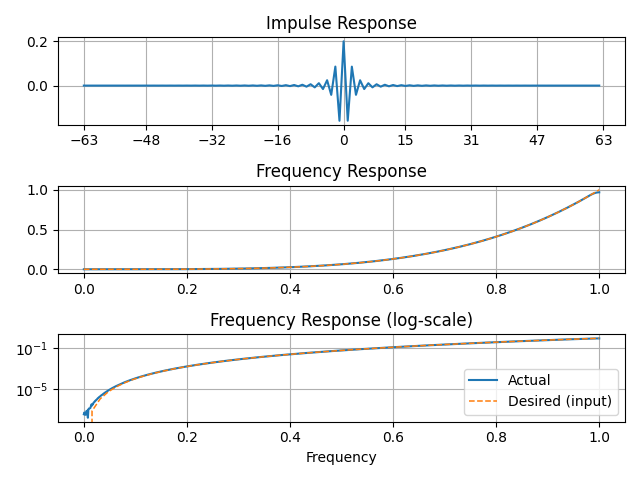 Impulse Response
0.2
0.0
−63 −48 −32 −16 0 15 31 47 63
Frequency Response
1.0
0.5
0.0
0.0 0.2 0.4 0.6 0.8 1.0
Frequency Response (log-scale)
10⁻¹
10⁻⁵
Actual
Desired (input)
0.0 0.2 0.4 0.6 0.8 1.0
Frequency